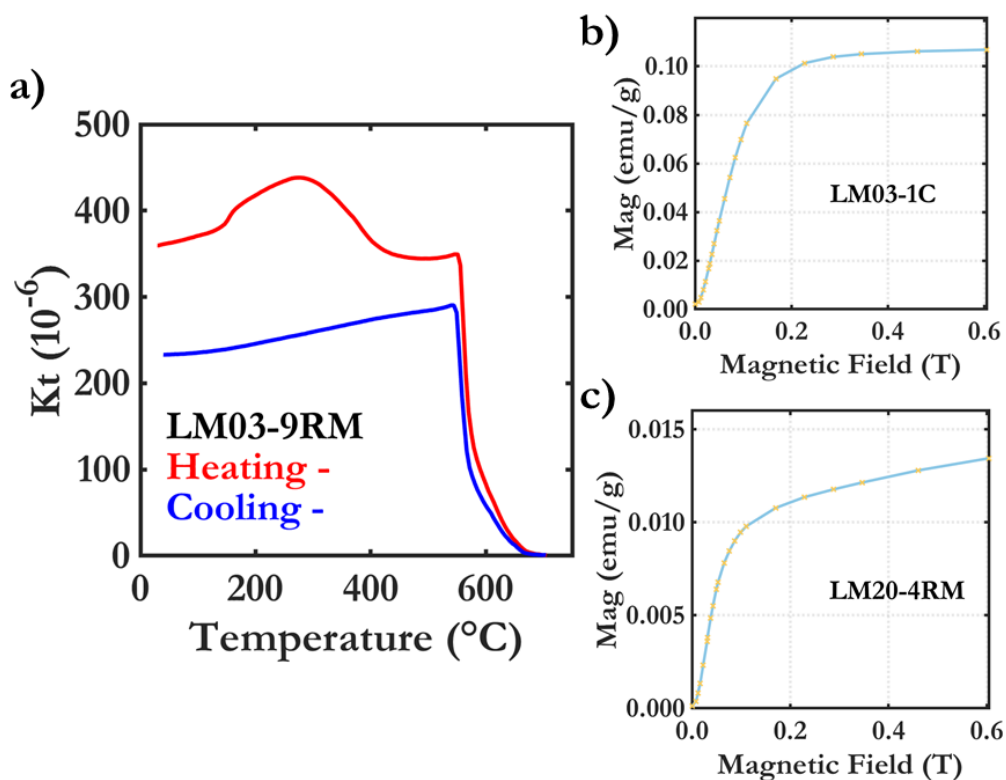 a)
500
400
300
200
100
0
Kt (10-6)
LM03-9RM
Heating -
Cooling -
0 200 400 600
Temperature (°C)
b)
0.10
0.08
0.06
0.04
0.02
0.00
Mag (emu/g)
LM03-1C
0.0 0.2 0.4 0.6
Magnetic Field (T)
c)
0.015
0.010
0.005
0.000
Mag (emu/g)
LM20-4RM
0.0 0.2 0.4 0.6
Magnetic Field (T)